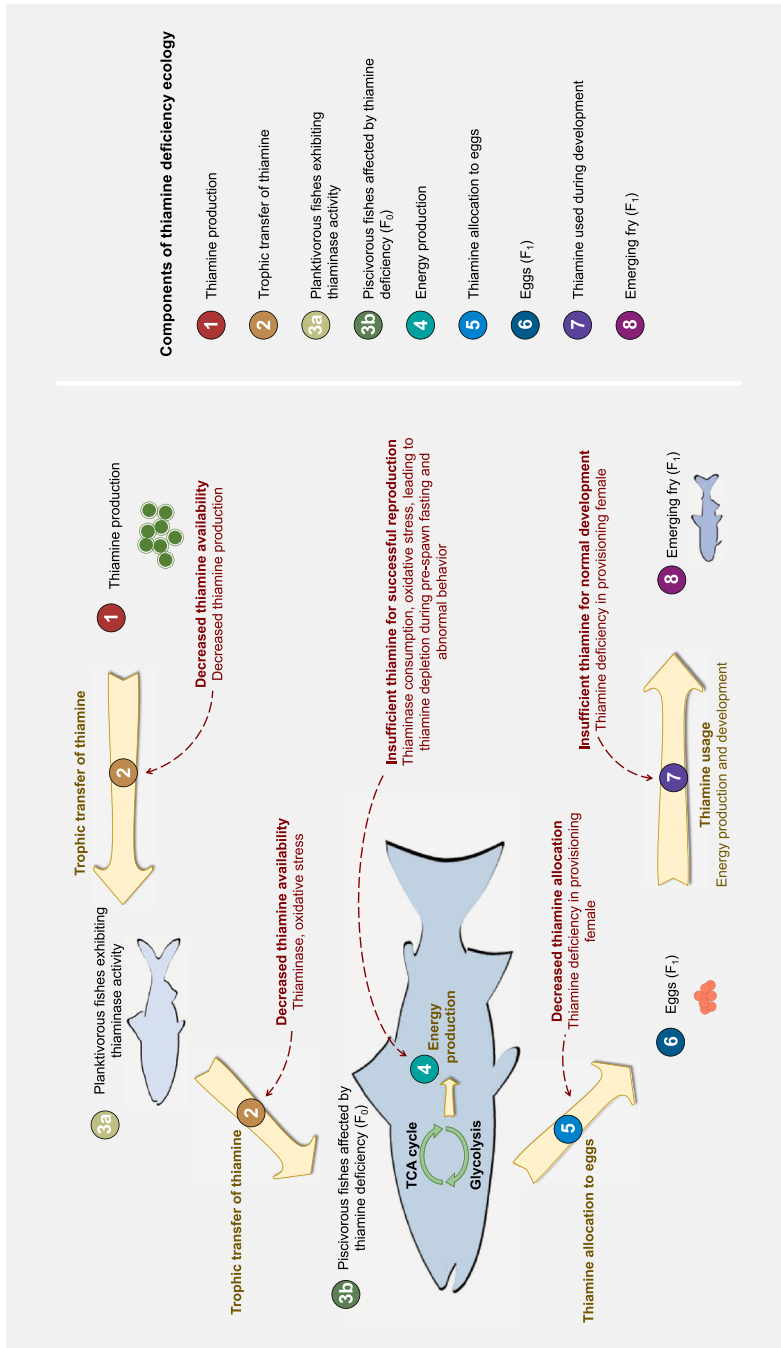 1
Thiamine production
Trophic transfer of thiamine
2
Decreased thiamine availability
Decreased thiamine production
3a
Planktivorous fishes exhibiting
thiaminase activity
Trophic transfer of thiamine
2
Decreased thiamine availability
Thiaminase, oxidative stress
3b
Piscivorous fishes affected by
thiamine deficiency (F₀)
TCA cycle
Glycolysis
4
Energy
production
Insufficient thiamine for successful reproduction
Thiaminase consumption, oxidative stress, leading to
thiamine depletion during pre-spawn fasting and
abnormal behavior
Thiamine allocation to eggs
5
Decreased thiamine allocation
Thiamine deficiency in provisioning
female
6
Eggs (F₁)
7
Thiamine usage
Energy production and development
Insufficient thiamine for normal development
Thiamine deficiency in provisioning female
8
Emerging fry (F₁)
Components of thiamine deficiency ecology
1 Thiamine production
2 Trophic transfer of thiamine
3a Planktivorous fishes exhibiting
thiaminase activity
3b Piscivorous fishes affected by thiamine
deficiency (F₀)
4 Energy production
5 Thiamine allocation to eggs
6 Eggs (F₁)
7 Thiamine used during development
8 Emerging fry (F₁)